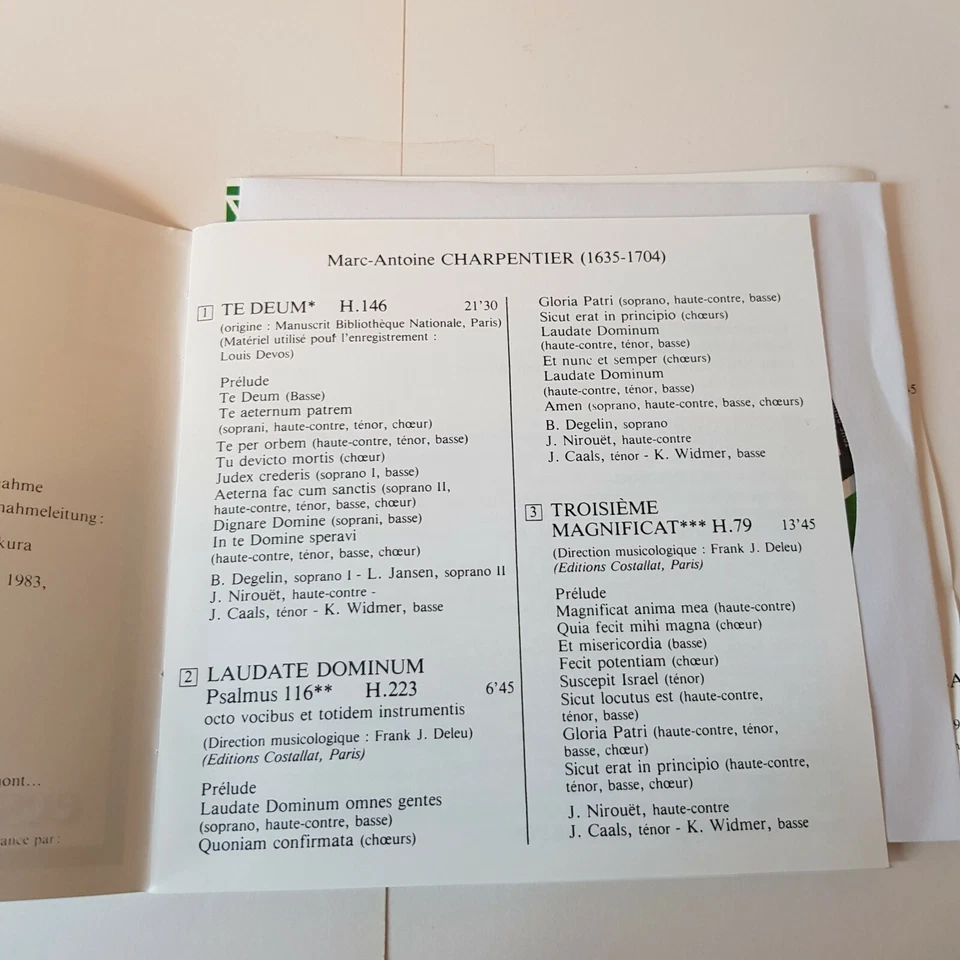 ahme
nahmeleitung:
kura
1983,
ont...
ance par:
Marc-Antoine CHARPENTIER (1635-1704)
1 TE DEUM* H.146 21'30
(origine : Manuscrit Bibliothèque Nationale, Paris)
(Matériel utilisé pouf l'enregistrement :
Louis Devos)
Prélude
Te Deum (Basse)
Te aeternum patrem
(soprani, haute-contre, ténor, chœur)
Te per orbem (haute-contre, ténor, basse)
Tu devicto mortis (chœur)
Judex crederis (soprano I, basse)
Aeterna fac cum sanctis (soprano II,
haute-contre, ténor, basse, chœur)
Dignare Domine (soprani, basse)
In te Domine speravi
(haute-contre, ténor, basse, chœur)
B. Degelin, soprano I - L. Jansen, soprano II
J. Nirouët, haute-contre -
J. Caals, ténor - K. Widmer, basse
2 LAUDATE DOMINUM
Psalmus 116** H.223 6'45
octo vocibus et totidem instrumentis
(Direction musicologique : Frank J. Deleu)
(Editions Costallat, Paris)
Prélude
Laudate Dominum omnes gentes
(soprano, haute-contre, basse)
Quoniam confirmata (chœurs)
Gloria Patri (soprano, haute-contre, basse)
Sicut erat in principio (chœurs)
Laudate Dominum
(haute-contre, ténor, basse)
Et nunc et semper (chœurs)
Laudate Dominum
(haute-contre, ténor, basse)
Amen (soprano, haute-contre, basse, chœurs)
B. Degelin, soprano
J. Nirouët, haute-contre
J. Caals, ténor - K. Widmer, basse
3 TROISIÈME
MAGNIFICAT*** H.79 13'45
(Direction musicologique : Frank J. Deleu)
(Editions Costallat, Paris)
Prélude
Magnificat anima mea (haute-contre)
Quia fecit mihi magna (chœur)
Et misericordia (basse)
Fecit potentiam (chœur)
Suscepit Israel (ténor)
Sicut locutus est (haute-contre,
ténor, basse)
Gloria Patri (haute-contre, ténor,
basse, chœur)
Sicut erat in principio (haute-contre,
ténor, basse, chœur)
J. Nirouët, haute-contre
J. Caals, ténor - K. Widmer, basse